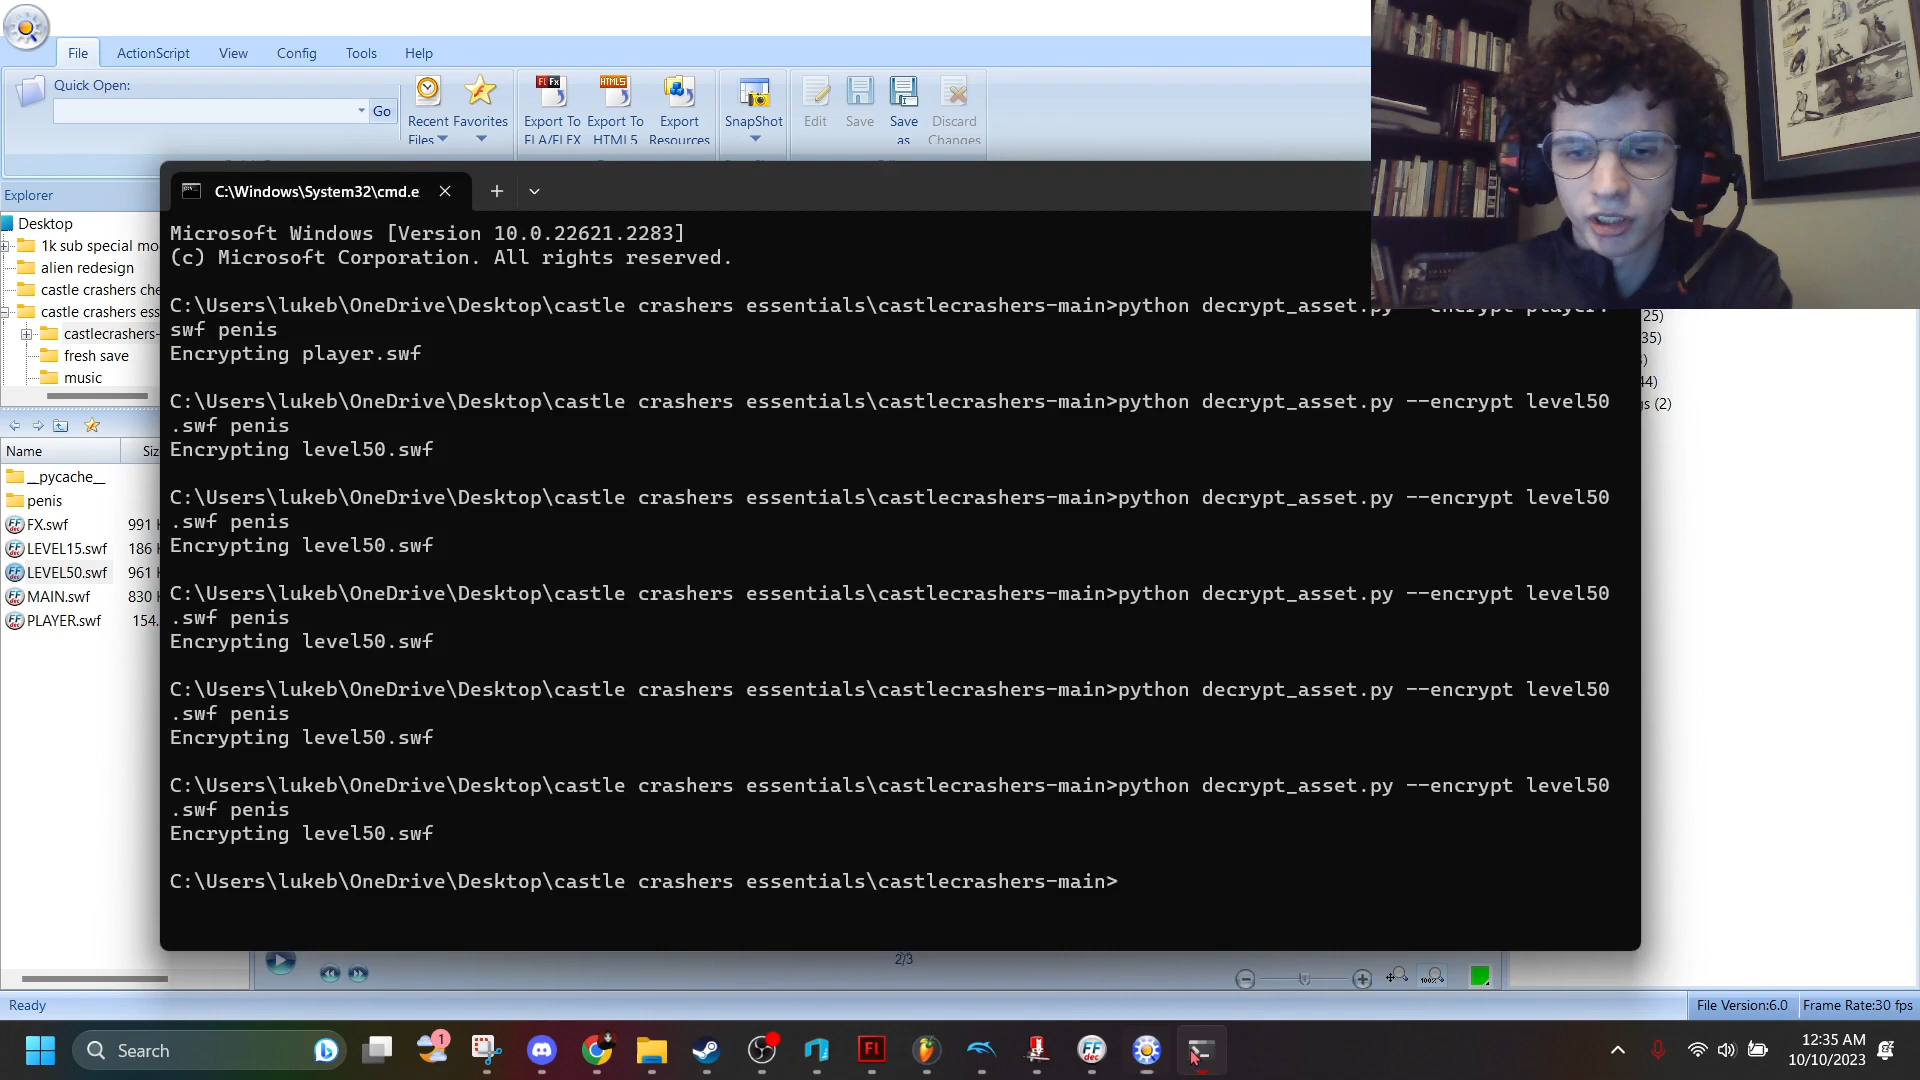 File ActionScript View Config Tools Help
Quick Open:
Go
Recent
Files
Favorites
Export To
FLA/FLEX
Export To
HTML5
Export
Resources
SnapShot
Edit
Save
Save
as
Discard
Changes
Explorer
Desktop
1k sub special mo
alien redesign
castle crashers che
castle crashers ess
castlecrashers-
fresh save
music
Name Siz
__pycache__
penis
FX.swf 991
LEVEL15.swf 186
LEVEL50.swf 961
MAIN.swf 830
PLAYER.swf 154.
C:\Windows\System32\cmd.e
Microsoft Windows [Version 10.0.22621.2283]
(c) Microsoft Corporation. All rights reserved.
C:\Users\lukeb\OneDrive\Desktop\castle crashers essentials\castlecrashers-main>python decrypt_asset.py --encrypt player.
swf penis
Encrypting player.swf
C:\Users\lukeb\OneDrive\Desktop\castle crashers essentials\castlecrashers-main>python decrypt_asset.py --encrypt level50
.swf penis
Encrypting level50.swf
C:\Users\lukeb\OneDrive\Desktop\castle crashers essentials\castlecrashers-main>python decrypt_asset.py --encrypt level50
.swf penis
Encrypting level50.swf
C:\Users\lukeb\OneDrive\Desktop\castle crashers essentials\castlecrashers-main>python decrypt_asset.py --encrypt level50
.swf penis
Encrypting level50.swf
C:\Users\lukeb\OneDrive\Desktop\castle crashers essentials\castlecrashers-main>python decrypt_asset.py --encrypt level50
.swf penis
Encrypting level50.swf
C:\Users\lukeb\OneDrive\Desktop\castle crashers essentials\castlecrashers-main>python decrypt_asset.py --encrypt level50
.swf penis
Encrypting level50.swf
C:\Users\lukeb\OneDrive\Desktop\castle crashers essentials\castlecrashers-main>
25)
35)
)
44)
gs (2)
2/3
100%
Ready
File Version:6.0 Frame Rate:30 fps
Search
1
12:35 AM
10/10/2023